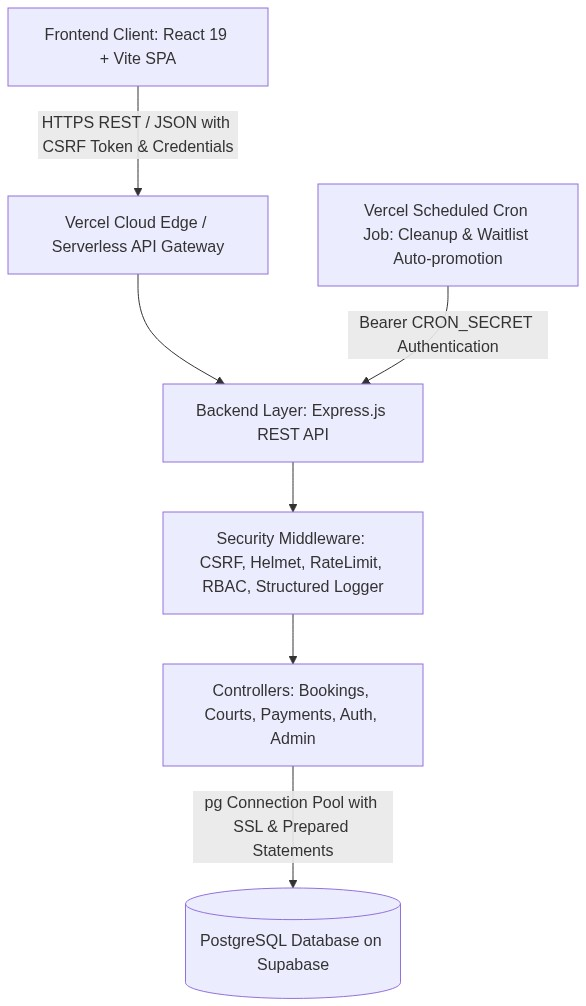 Frontend Client: React 19
+ Vite SPA
HTTPS REST / JSON with
CSRF Token & Credentials
Vercel Cloud Edge /
Serverless API Gateway
Vercel Scheduled Cron
Job: Cleanup & Waitlist
Auto-promotion
Bearer CRON_SECRET
Authentication
Backend Layer: Express.js
REST API
Security Middleware:
CSRF, Helmet, RateLimit,
RBAC, Structured Logger
Controllers: Bookings,
Courts, Payments, Auth,
Admin
pg Connection Pool with
SSL & Prepared
Statements
PostgreSQL Database on
Supabase